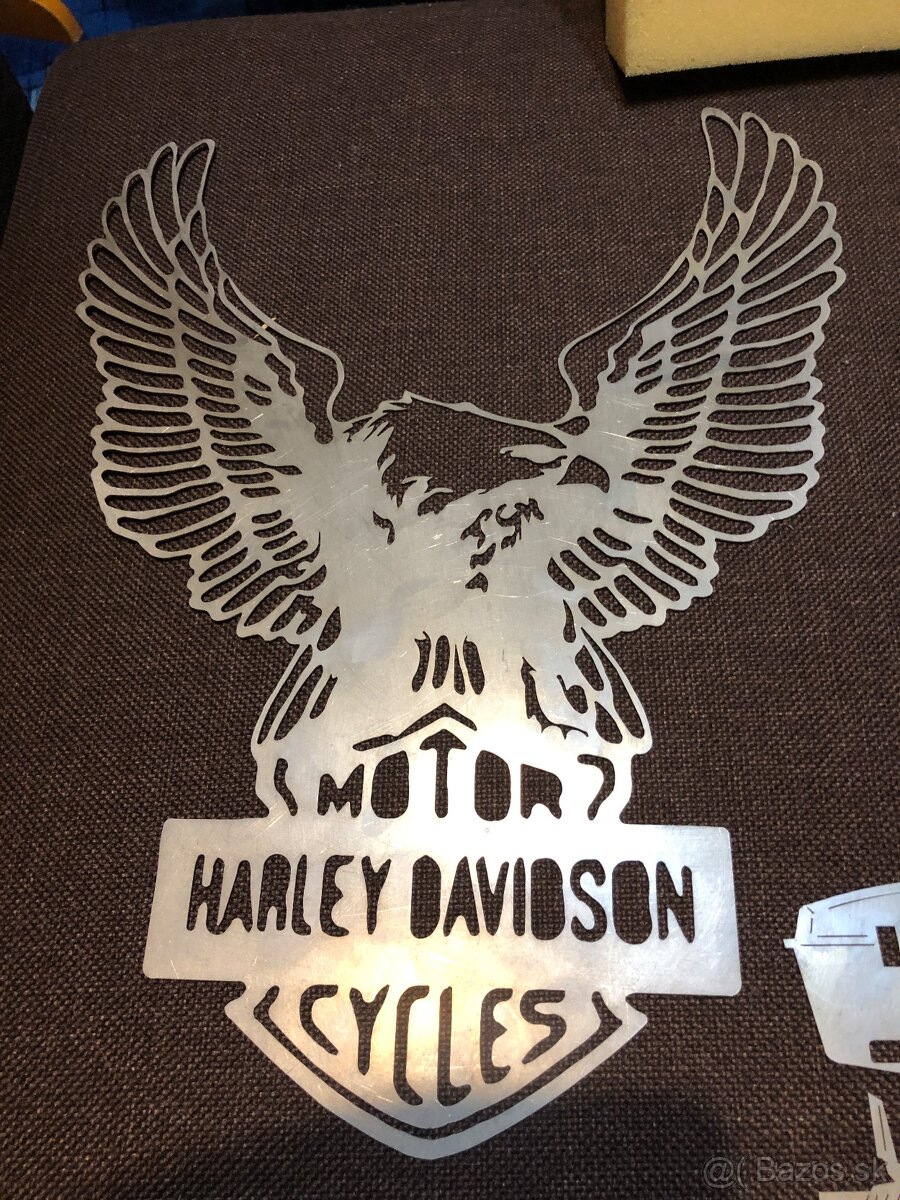 MOTOR
HARLEY DAVIDSON
CYCLES
@( Bazos.sk